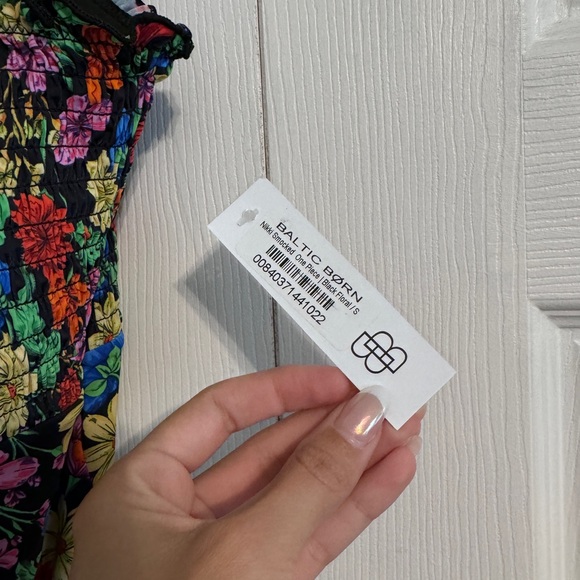 BALTIC BØRN
Nikki Smocked One Piece | Black Floral / S
00840371441022